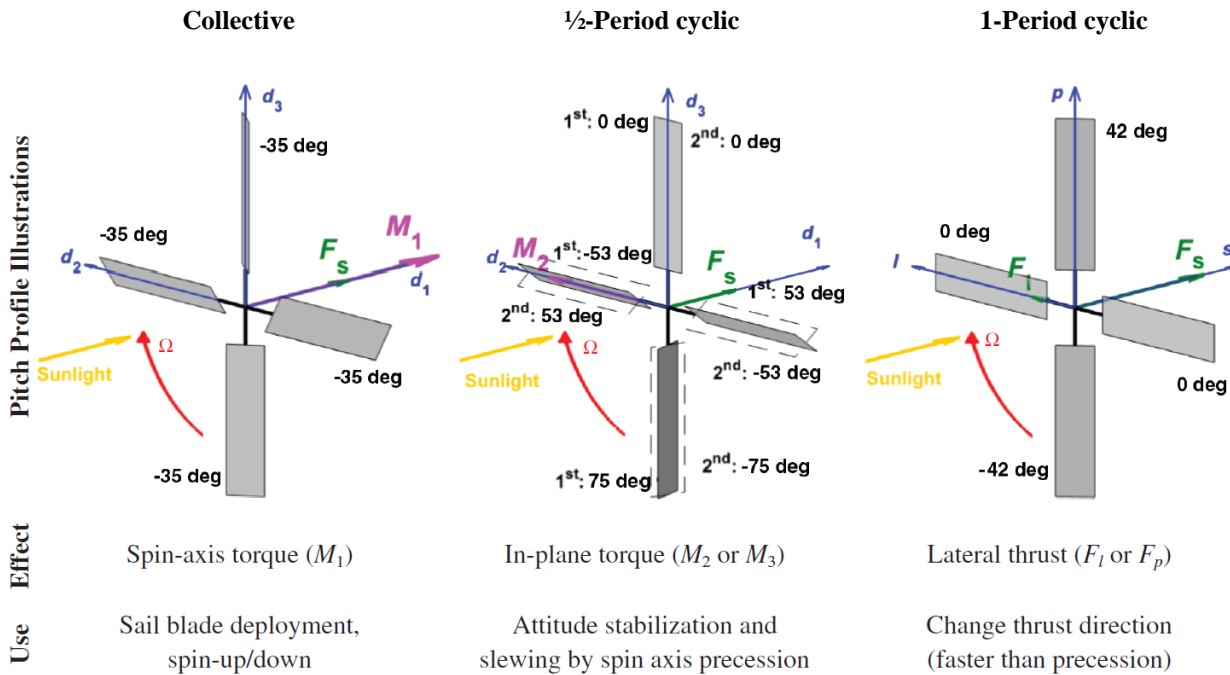 Collective
½-Period cyclic
1-Period cyclic
Pitch Profile Illustrations
d3
-35 deg
-35 deg
d2
Fs
M1
d1
Sunlight
Ω
-35 deg
-35 deg
d3
1st: 0 deg
2nd: 0 deg
d1
M2
1st:-53 deg
d2
Fs
1st: 53 deg
2nd: 53 deg
Sunlight
Ω
2nd: -53 deg
1st: 75 deg
2nd: -75 deg
p
42 deg
0 deg
l
Fl
Fs
s
Sunlight
Ω
0 deg
-42 deg
Effect
Spin-axis torque (M1)
In-plane torque (M2 or M3)
Lateral thrust (Fl or Fp)
Use
Sail blade deployment,
spin-up/down
Attitude stabilization and
slewing by spin axis precession
Change thrust direction
(faster than precession)